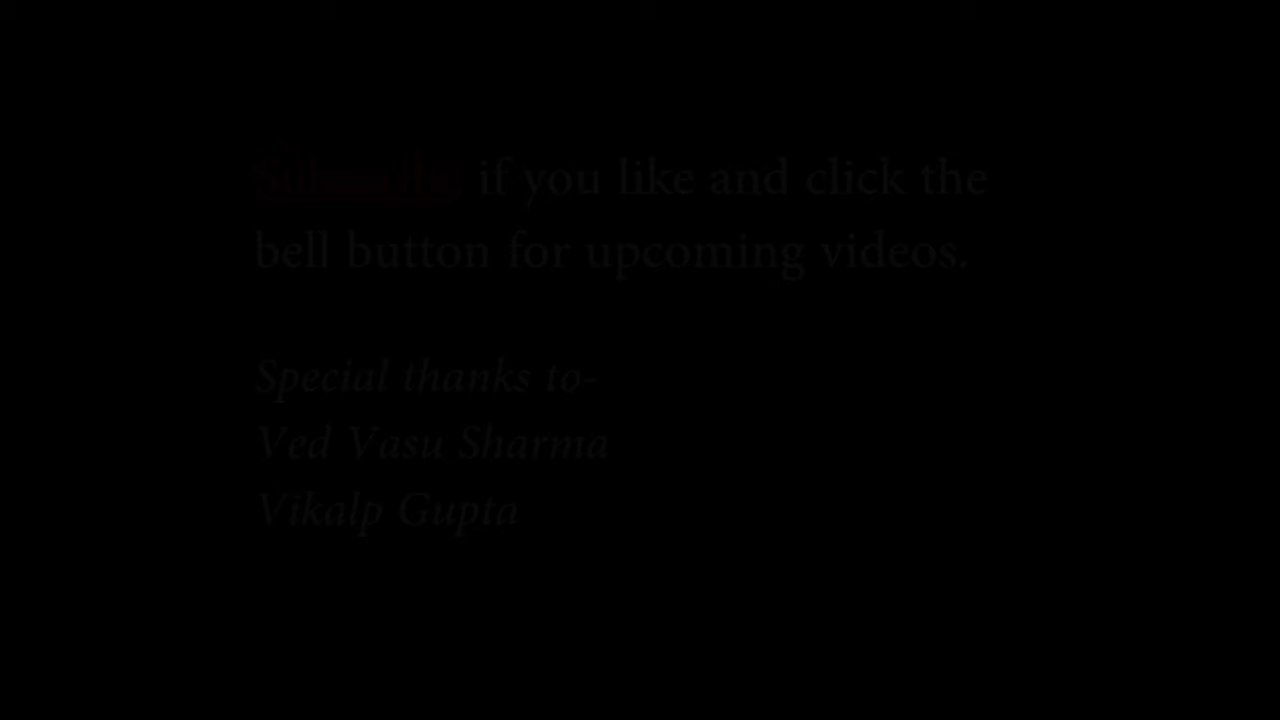 Subscribe if you like and click the
bell button for upcoming videos.
Special thanks to-
Ved Vasu Sharma
Vikalp Gupta